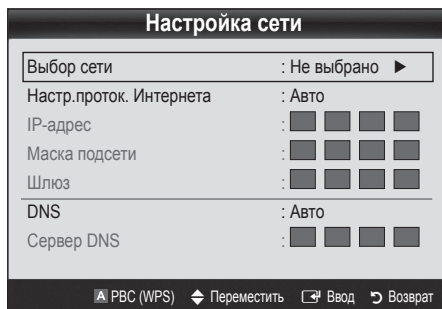 Настройка сети
Выбор сети : Не выбрано ►
Настр.проток. Интернета : Авто
IP-адрес :
Маска подсети :
Шлюз :
DNS : Авто
Сервер DNS :
A PBC (WPS) Переместить Ввод Возврат